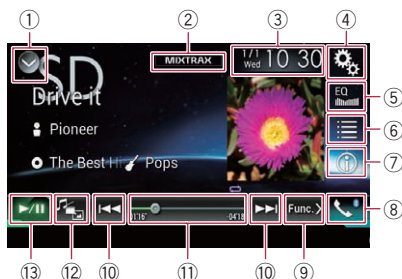 ① ② ③ ④
SD
MIXTRAX
1/1 Wed 10 30
Drive it
EQ
⑤
Pioneer
⑥
The Best Hi Pops
⑦
01'16" -04'18
Func.
⑧
⑬ ⑫ ⑩ ⑪ ⑩ ⑨